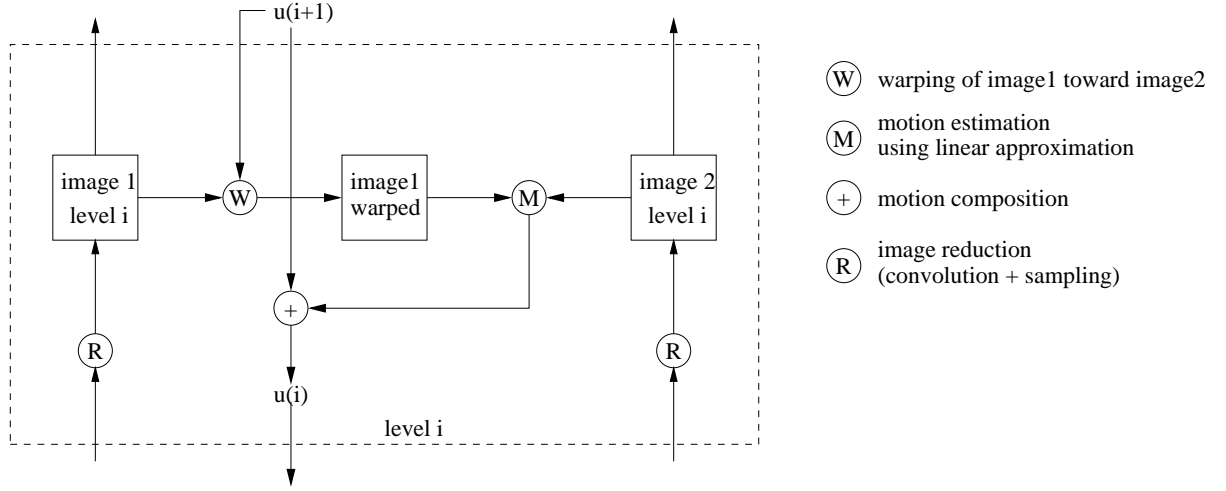 u(i+1)
image 1
level i
W
image1
warped
M
image 2
level i
+
R
R
u(i)
level i
W warping of image1 toward image2
M motion estimation
using linear approximation
+ motion composition
R image reduction
(convolution + sampling)